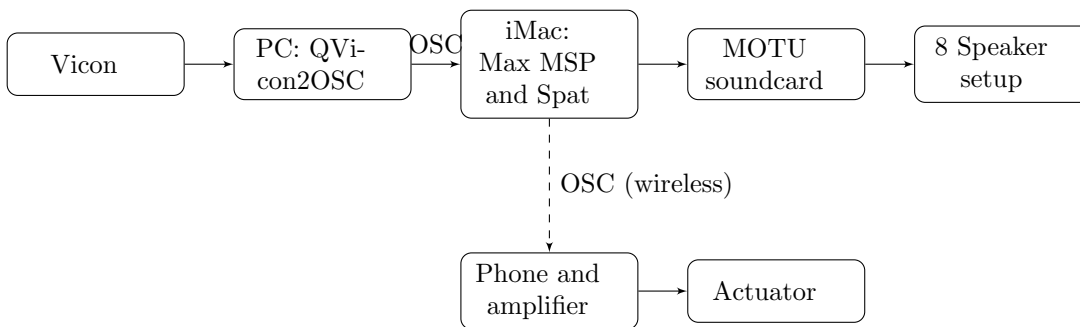 Vicon
PC: QVi-
con2OSC
OSC
iMac:
Max MSP
and Spat
MOTU
soundcard
8 Speaker
setup
OSC (wireless)
Phone and
amplifier
Actuator